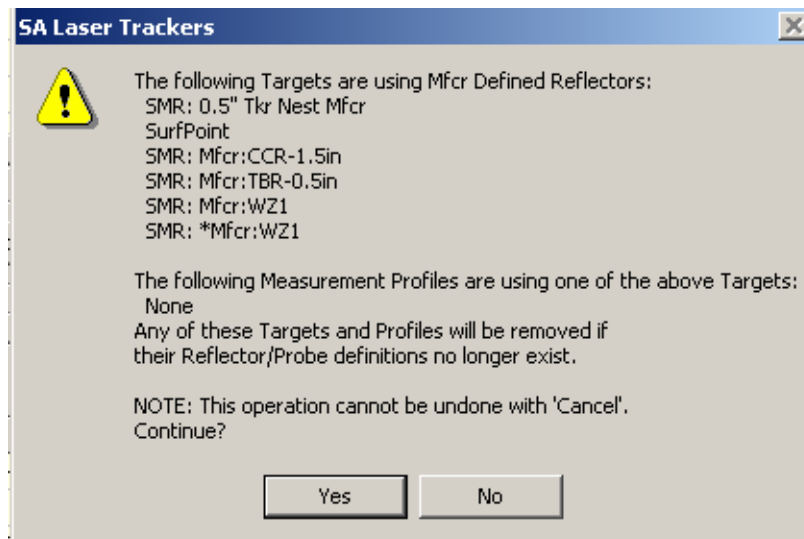 SA Laser Trackers
The following Targets are using Mfcr Defined Reflectors:
SMR: 0.5" Tkr Nest Mfcr
SurfPoint
SMR: Mfcr:CCR-1.5in
SMR: Mfcr:TBR-0.5in
SMR: Mfcr:WZ1
SMR: *Mfcr:WZ1
The following Measurement Profiles are using one of the above Targets:
None
Any of these Targets and Profiles will be removed if
their Reflector/Probe definitions no longer exist.
NOTE: This operation cannot be undone with 'Cancel'.
Continue?
Yes
No